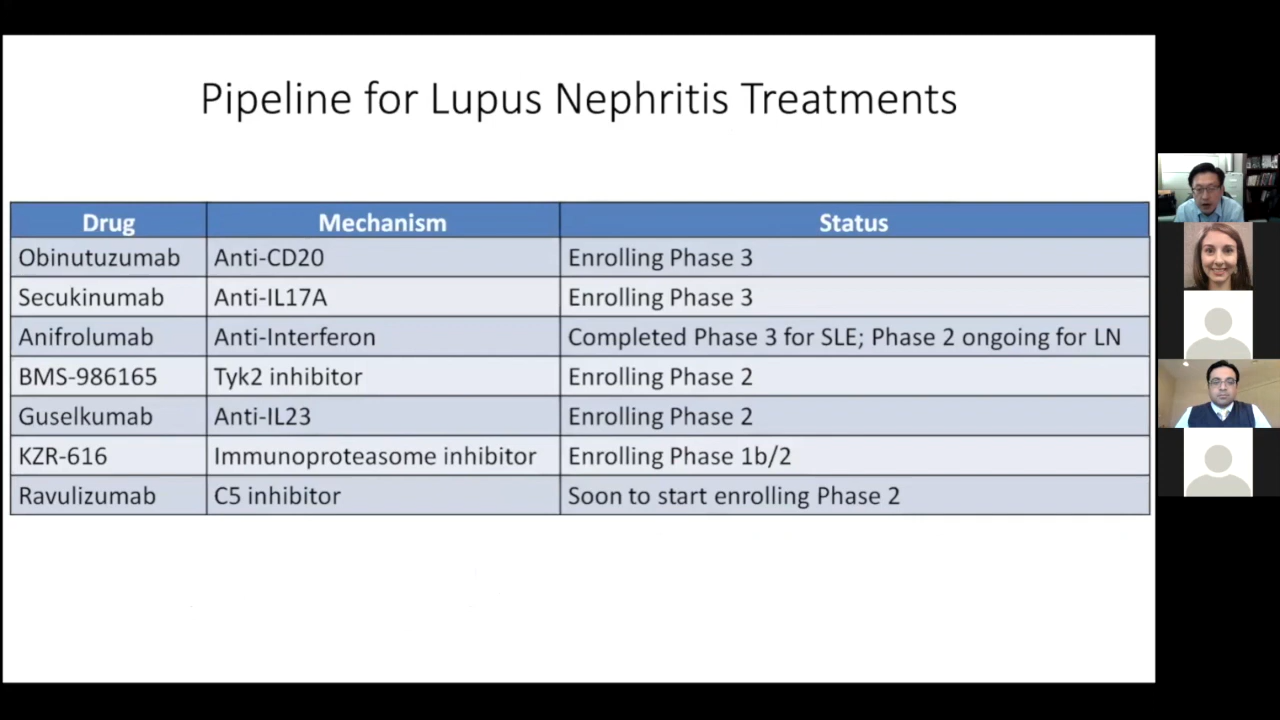 Pipeline for Lupus Nephritis Treatments
Drug Mechanism Status
Obinutuzumab Anti-CD20 Enrolling Phase 3
Secukinumab Anti-IL17A Enrolling Phase 3
Anifrolumab Anti-Interferon Completed Phase 3 for SLE; Phase 2 ongoing for LN
BMS-986165 Tyk2 inhibitor Enrolling Phase 2
Guselkumab Anti-IL23 Enrolling Phase 2
KZR-616 Immunoproteasome inhibitor Enrolling Phase 1b/2
Ravulizumab C5 inhibitor Soon to start enrolling Phase 2